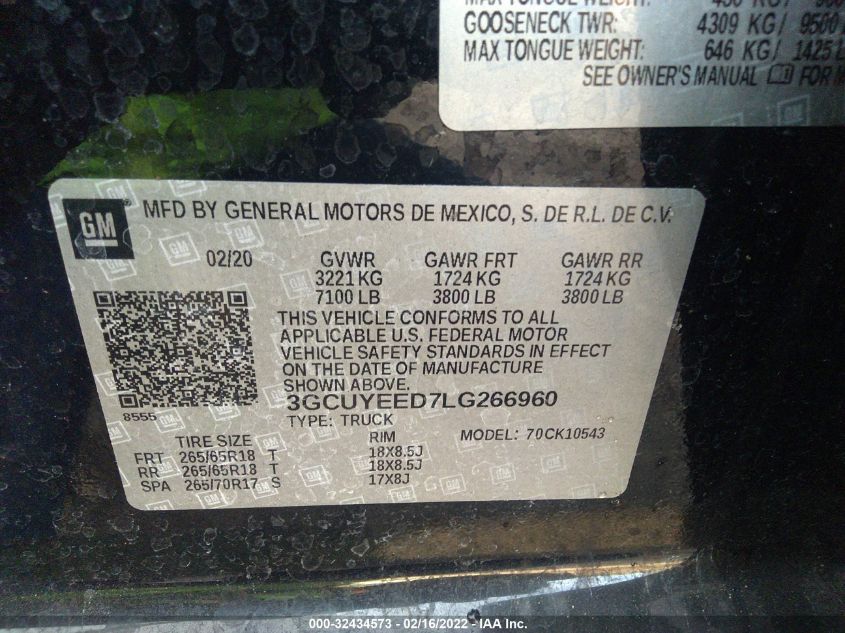 MAX TONGUE WEIGHT:
GOOSENECK TWR: 4309 KG/ 9500
MAX TONGUE WEIGHT: 646 KG/ 1425 L
SEE OWNER'S MANUAL FOR
GM MFD BY GENERAL MOTORS DE MEXICO, S. DE R.L. DE C.V.
02/20 GVWR GAWR FRT GAWR RR
3221 KG 1724 KG 1724 KG
7100 LB 3800 LB 3800 LB
THIS VEHICLE CONFORMS TO ALL
APPLICABLE U.S. FEDERAL MOTOR
VEHICLE SAFETY STANDARDS IN EFFECT
ON THE DATE OF MANUFACTURE
SHOWN ABOVE.
8555 3GCUYEED7LG266960
TYPE: TRUCK MODEL: 70CK10543
TIRE SIZE RIM
FRT 265/65R18 T 18X8.5J
RR 265/65R18 T 18X8.5J
SPA 265/70R17 S 17X8J
000-32434573 - 02/16/2022 - IAA Inc.